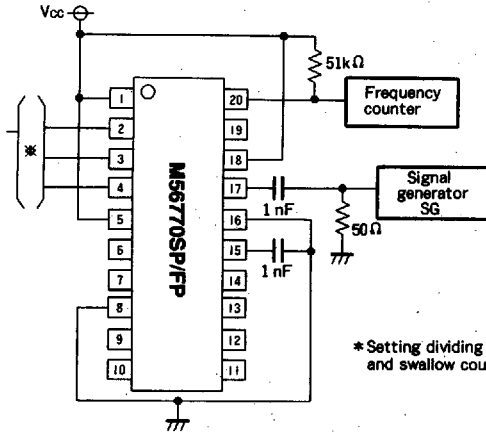 Vcc
51kΩ
Frequency
counter
1
2
3
4
5
6
7
8
9
10
M56770SP/FP
20
19
18
17
16
15
14
13
12
11
1 nF
1 nF
50Ω
Signal
generator
SG
*
* Setting dividing
and swallow cou